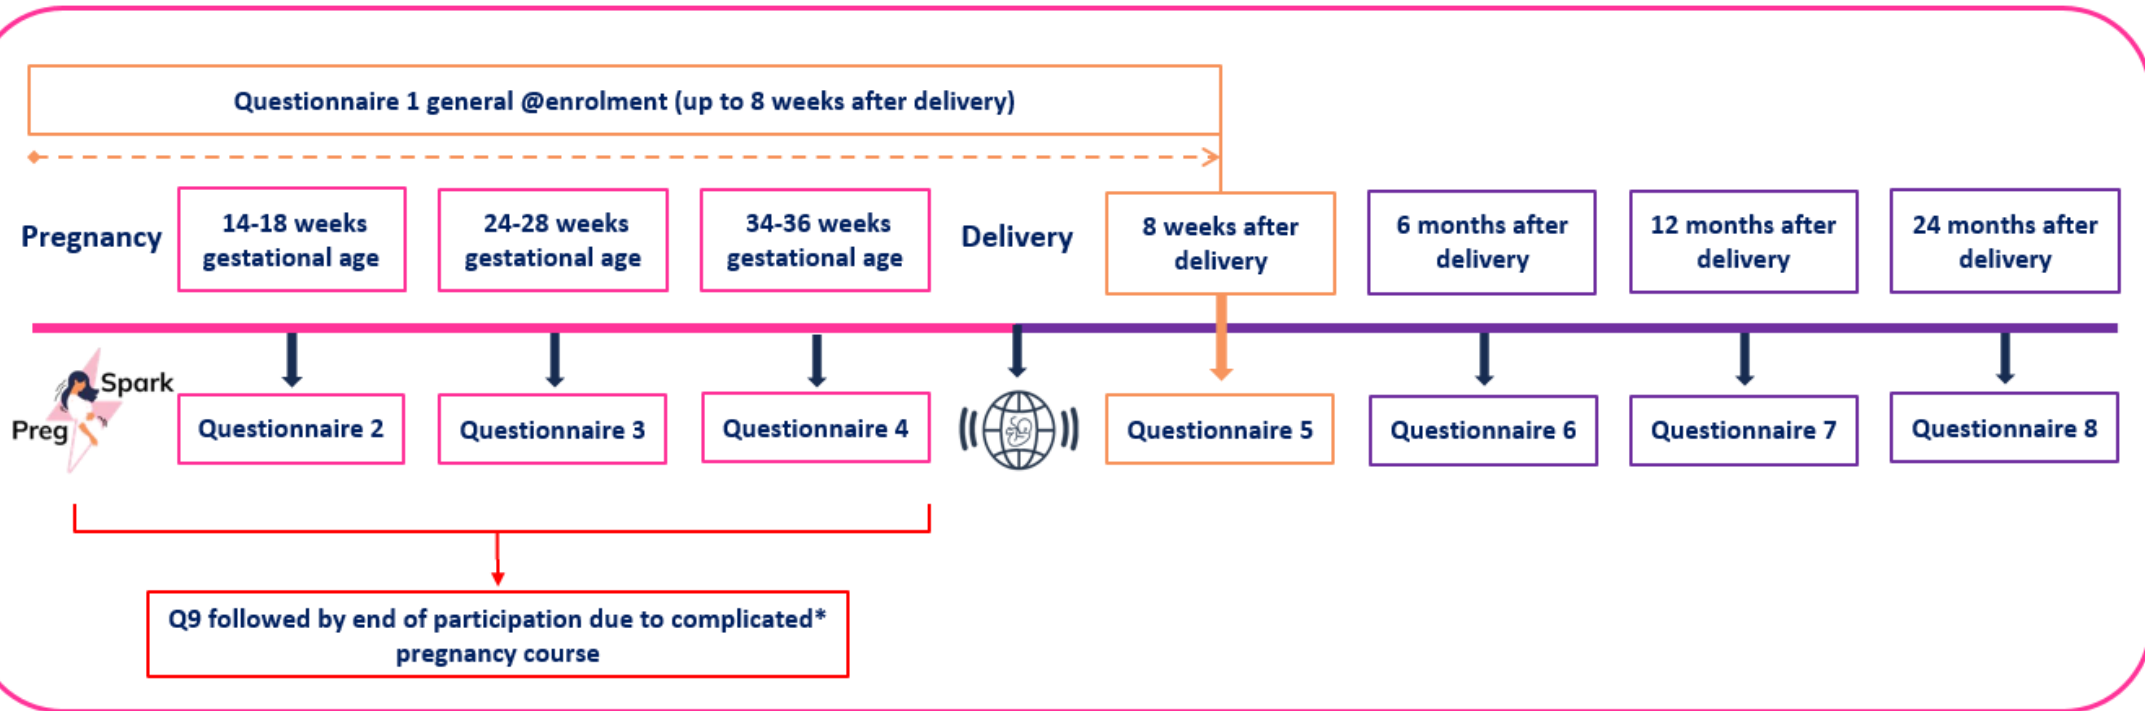 Questionnaire 1 general @enrolment (up to 8 weeks after delivery)
Pregnancy
14-18 weeks
gestational age
24-28 weeks
gestational age
34-36 weeks
gestational age
Delivery
8 weeks after
delivery
6 months after
delivery
12 months after
delivery
24 months after
delivery
Spark
Preg
Questionnaire 2
Questionnaire 3
Questionnaire 4
Questionnaire 5
Questionnaire 6
Questionnaire 7
Questionnaire 8
Q9 followed by end of participation due to complicated*
pregnancy course